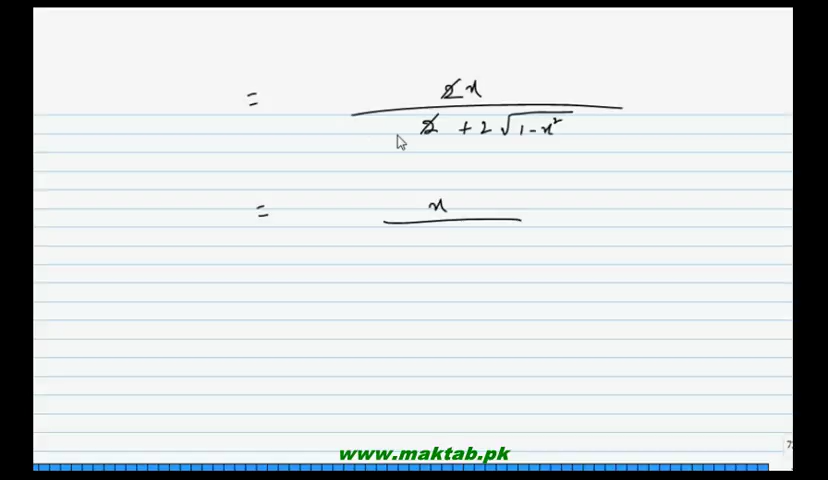 = 2x
2 + 2 √1-x²
= x
www.maktab.pk